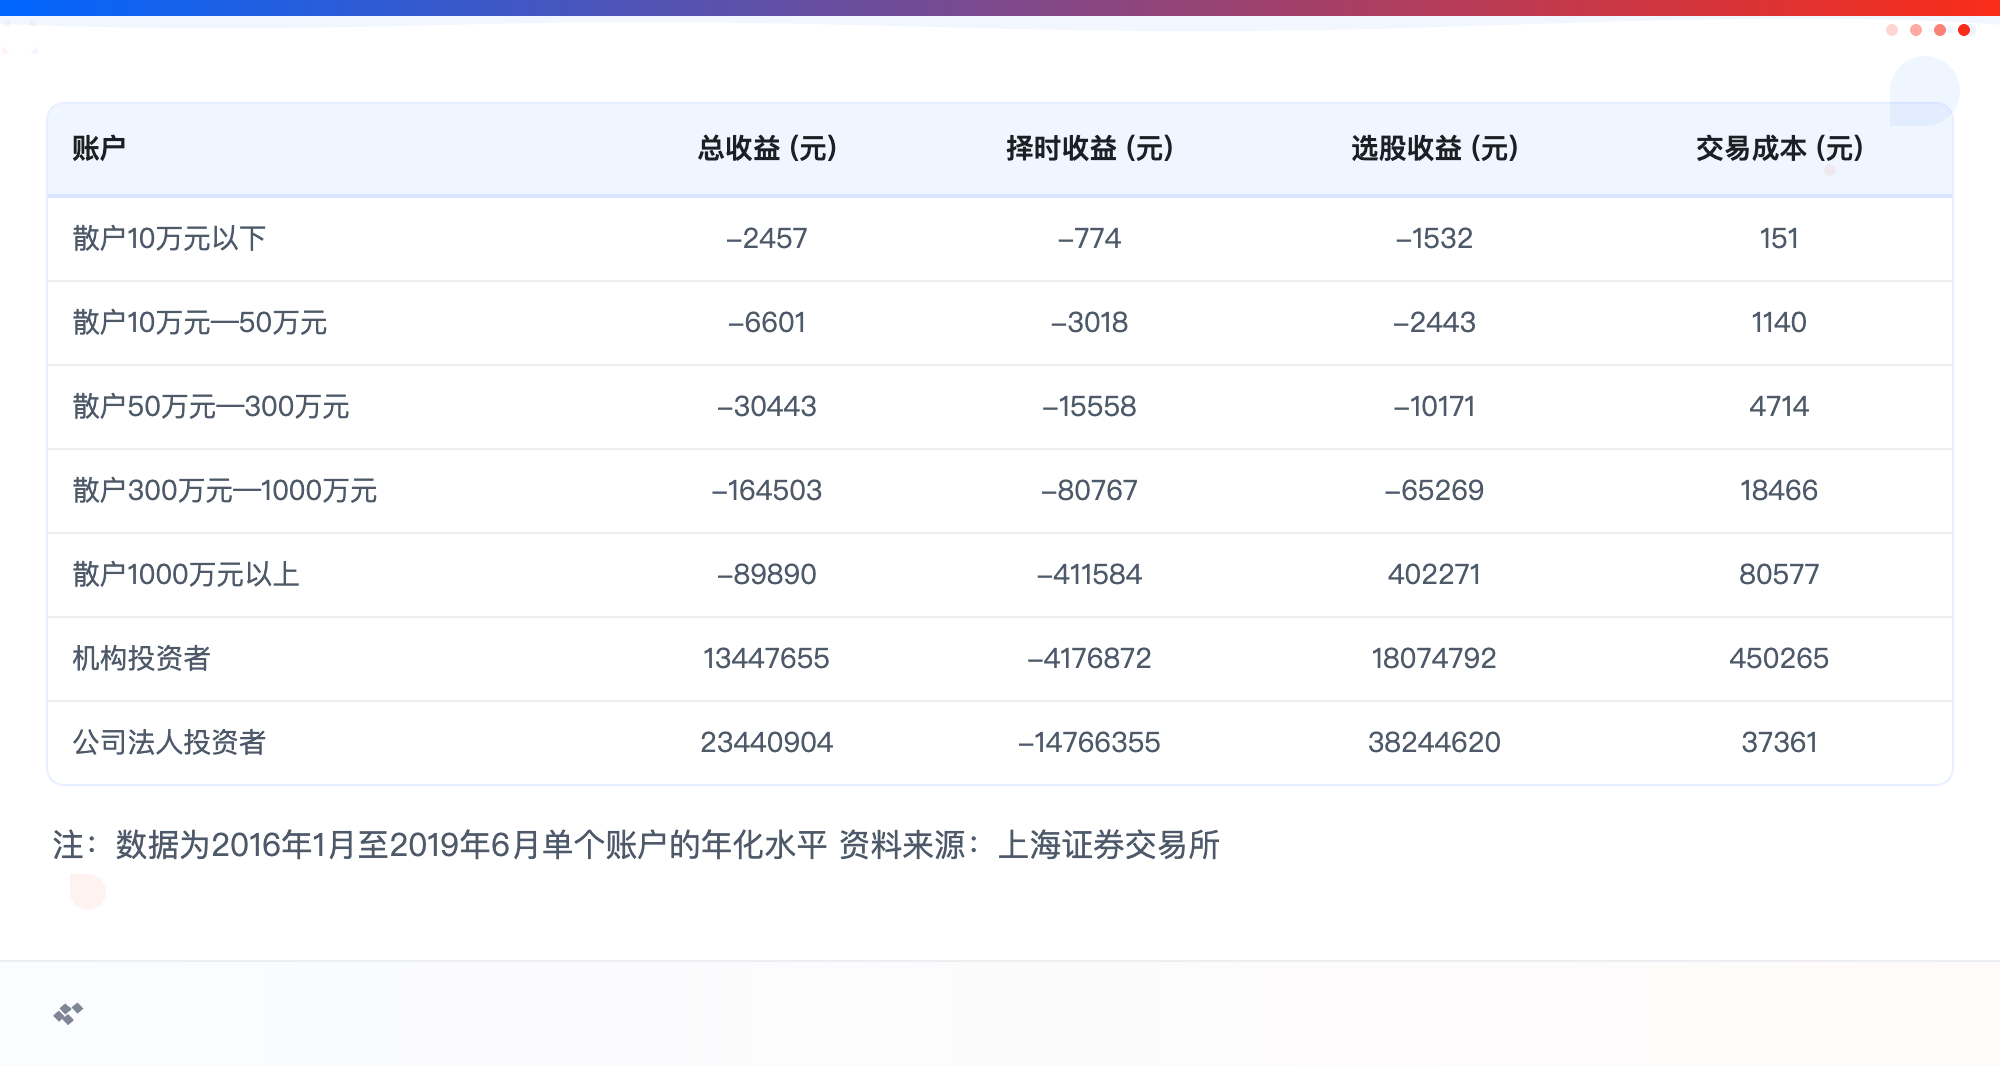 账户 总收益 (元) 择时收益 (元) 选股收益 (元) 交易成本 (元)
散户10万元以下 –2457 –774 –1532 151
散户10万元—50万元 –6601 –3018 –2443 1140
散户50万元—300万元 –30443 –15558 –10171 4714
散户300万元—1000万元 –164503 –80767 –65269 18466
散户1000万元以上 –89890 –411584 402271 80577
机构投资者 13447655 –4176872 18074792 450265
公司法人投资者 23440904 –14766355 38244620 37361
注：数据为2016年1月至2019年6月单个账户的年化水平 资料来源：上海证券交易所